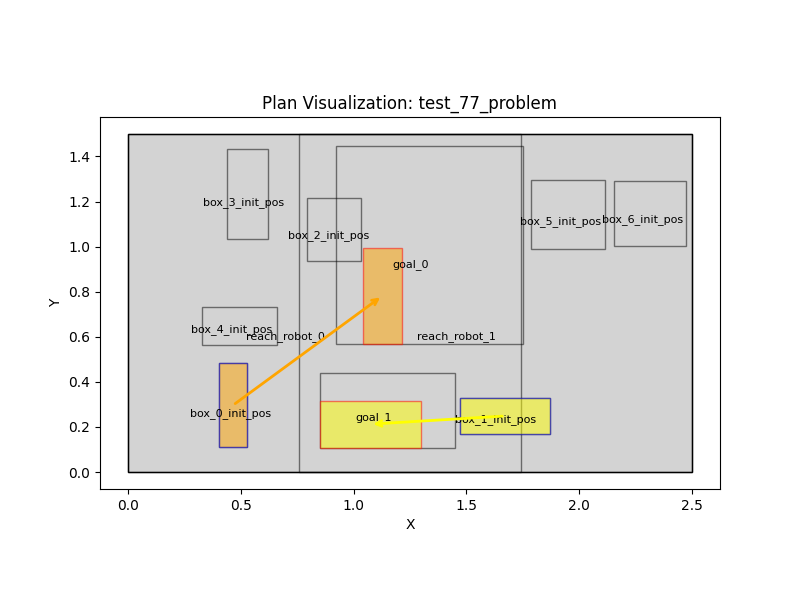 Plan Visualization: test_77_problem
Y
1.4
1.2
1.0
0.8
0.6
0.4
0.2
0.0
box_3_init_pos
box_2_init_pos
box_5_init_pos
box_6_init_pos
goal_0
box_4_init_pos
reach_robot_0
reach_robot_1
box_0_init_pos
goal_1
box_1_init_pos
0.0
0.5
1.0
1.5
2.0
2.5
X